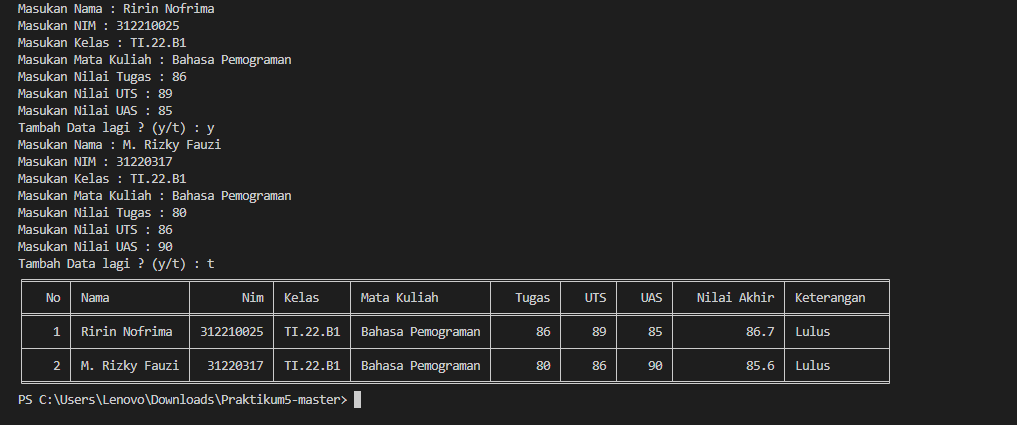 Masukan Nama : Ririn Nofrima
Masukan NIM : 312210025
Masukan Kelas : TI.22.B1
Masukan Mata Kuliah : Bahasa Pemograman
Masukan Nilai Tugas : 86
Masukan Nilai UTS : 89
Masukan Nilai UAS : 85
Tambah Data lagi ? (y/t) : y
Masukan Nama : M. Rizky Fauzi
Masukan NIM : 31220317
Masukan Kelas : TI.22.B1
Masukan Mata Kuliah : Bahasa Pemograman
Masukan Nilai Tugas : 80
Masukan Nilai UTS : 86
Masukan Nilai UAS : 90
Tambah Data lagi ? (y/t) : t
No Nama Nim Kelas Mata Kuliah Tugas UTS UAS Nilai Akhir Keterangan
1 Ririn Nofrima 312210025 TI.22.B1 Bahasa Pemograman 86 89 85 86.7 Lulus
2 M. Rizky Fauzi 31220317 TI.22.B1 Bahasa Pemograman 80 86 90 85.6 Lulus
PS C:\Users\Lenovo\Downloads\Praktikum5-master>